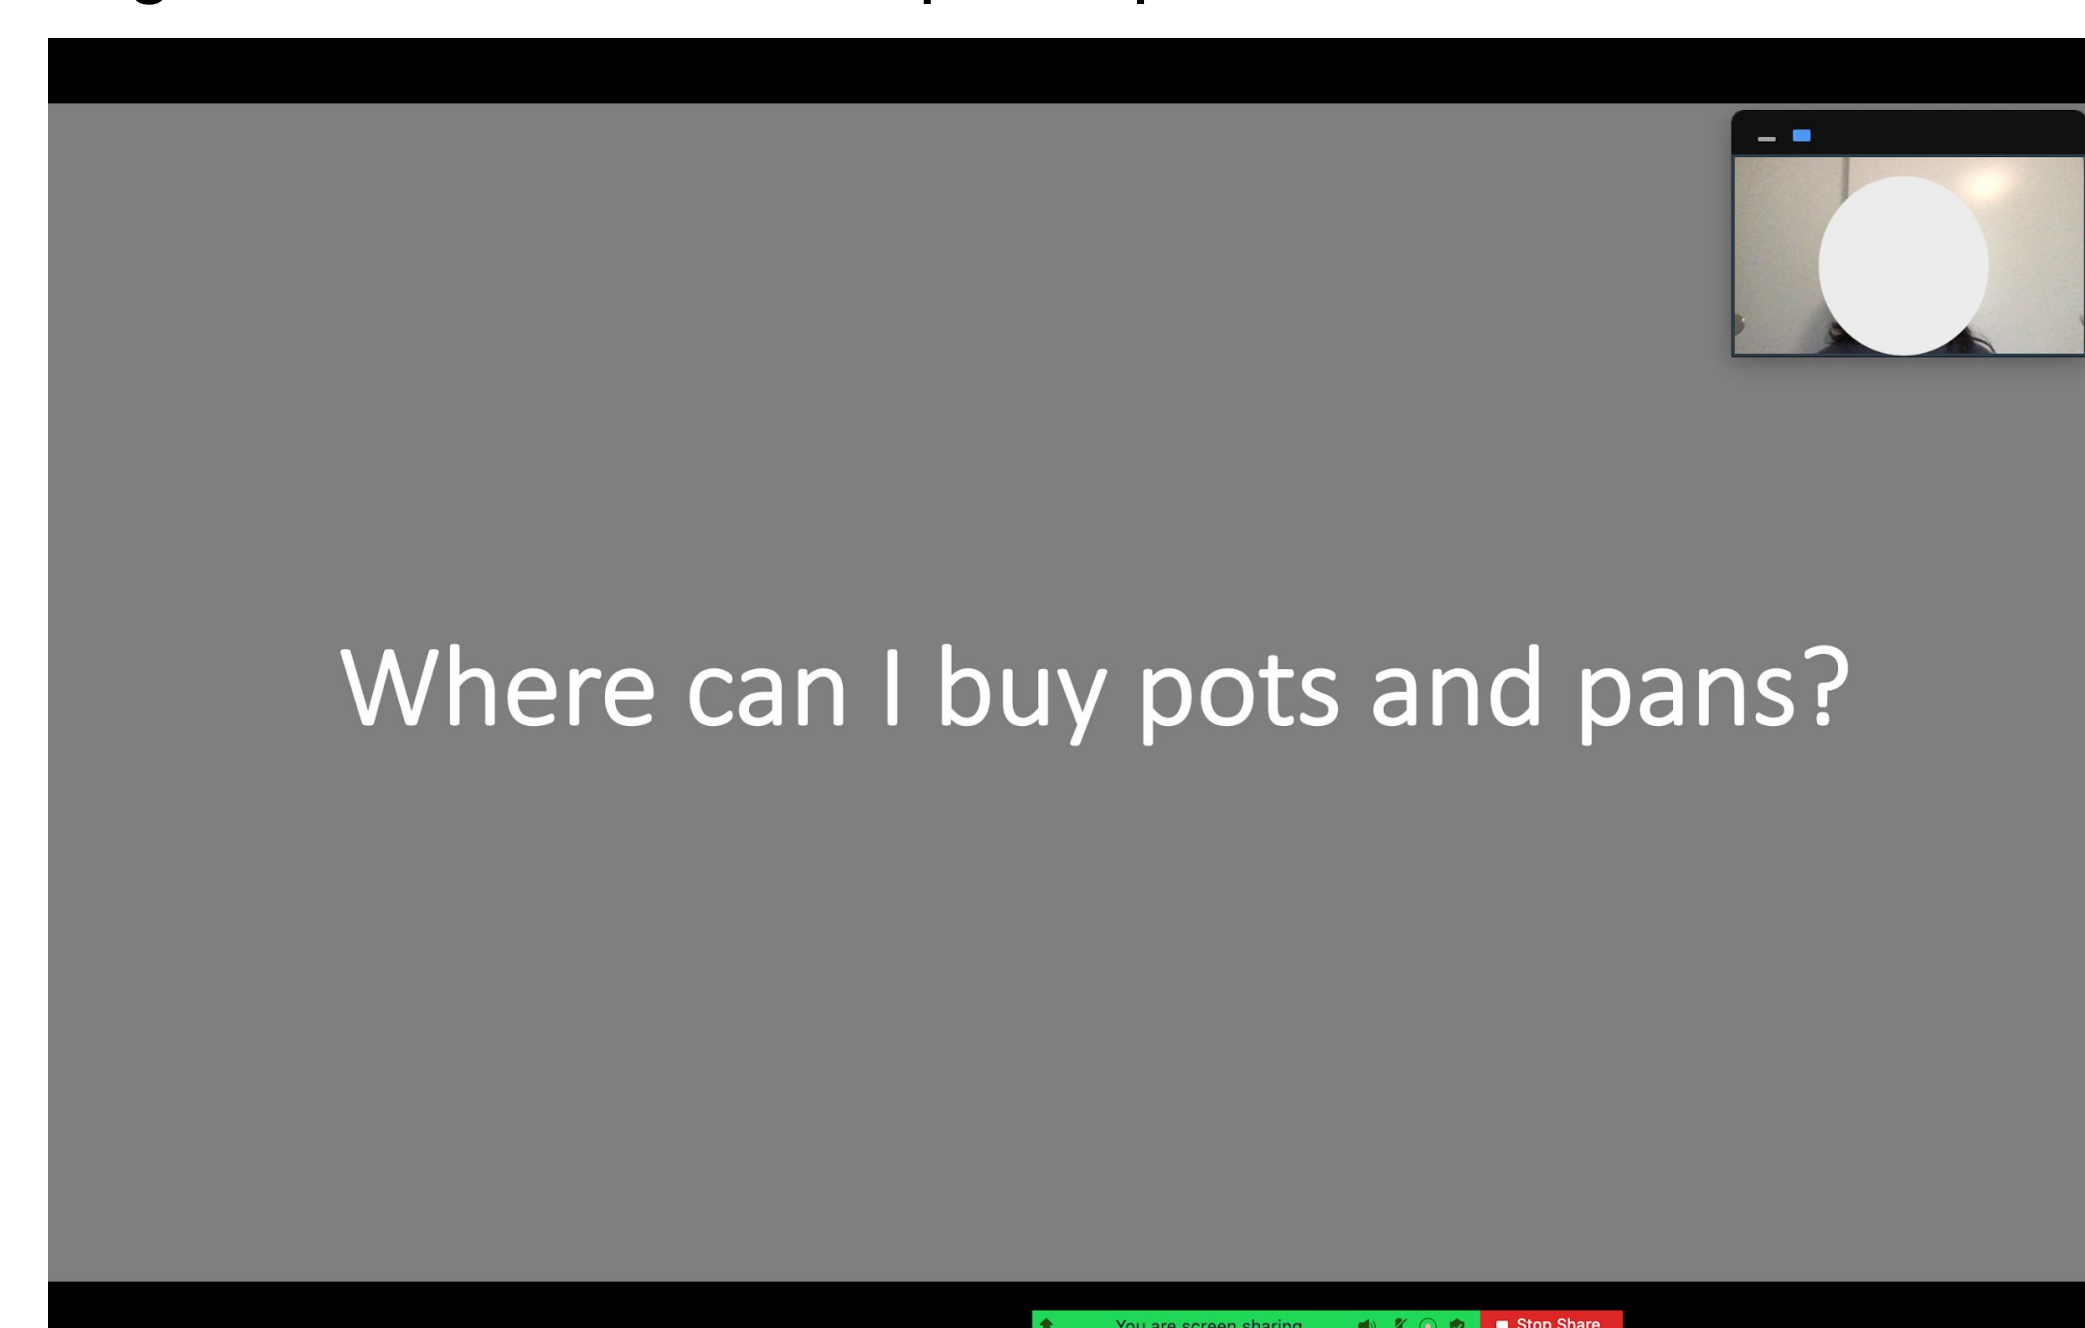 Where can I buy pots and pans?
You are screen sharing
Stop Share